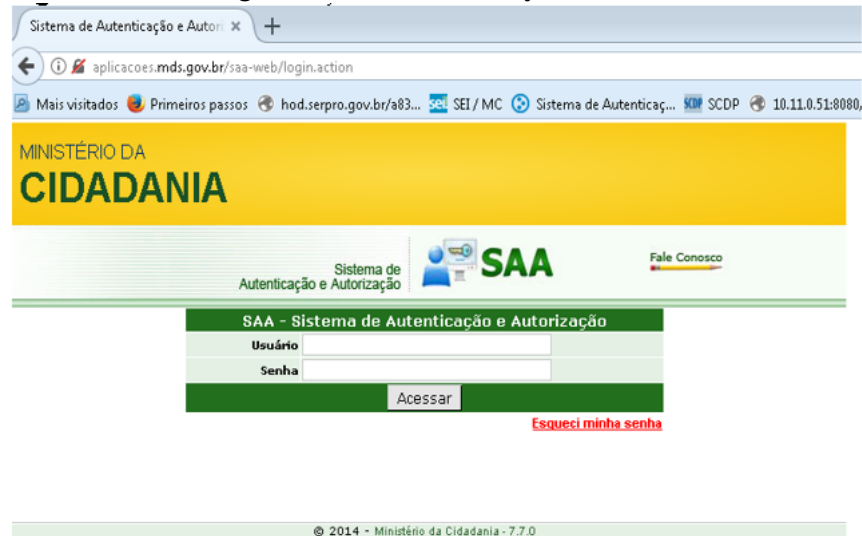 Sistema de Autenticação e Autori
aplicacoes.mds.gov.br/saa-web/login.action
Mais visitados Primeiros passos hod.serpro.gov.br/a83... sei SEI / MC Sistema de Autenticaç... SCDP SCDP 10.11.0.51:8080,
MINISTÉRIO DA
CIDADANIA
Sistema de
Autenticação e Autorização
SAA
Fale Conosco
SAA - Sistema de Autenticação e Autorização
Usuário
Senha
Acessar
Esqueci minha senha
© 2014 - Ministério da Cidadania - 7.7.0